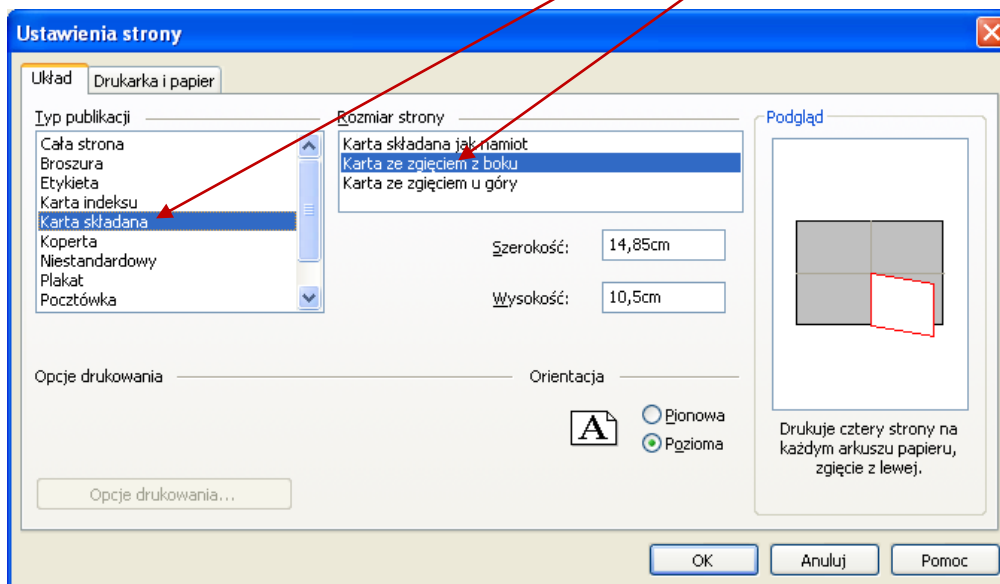 Ustawienia strony
Układ
Drukarka i papier
Typ publikacji
Cała strona
Broszura
Etykieta
Karta indeksu
Karta składana
Koperta
Niestandardowy
Plakat
Pocztówka
Rozmiar strony
Karta składana jak namiot
Karta ze zgięciem z boku
Karta ze zgięciem u góry
Szerokość: 14,85cm
Wysokość: 10,5cm
Podgląd
Drukuje cztery strony na
każdym arkuszu papieru,
zgięcie z lewej.
Opcje drukowania
Opcje drukowania...
Orientacja
A
Pionowa
Pozioma
OK
Anuluj
Pomoc